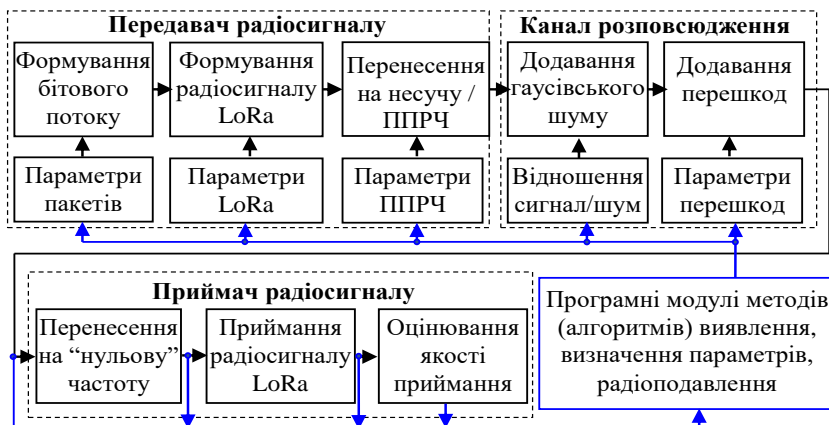 Передавач радіосигналу
Формування
бітового
потоку
Формування
радіосигналу
LoRa
Перенесення
на несучу /
ППРЧ
Параметри
пакетів
Параметри
LoRa
Параметри
ППРЧ
Канал розповсюдження
Додавання
гаусівського
шуму
Додавання
перешкод
Відношення
сигнал/шум
Параметри
перешкод
Приймач радіосигналу
Перенесення
на “нульову”
частоту
Приймання
радіосигналу
LoRa
Оцінювання
якості
приймання
Програмні модулі методів
(алгоритмів) виявлення,
визначення параметрів,
радіоподавлення